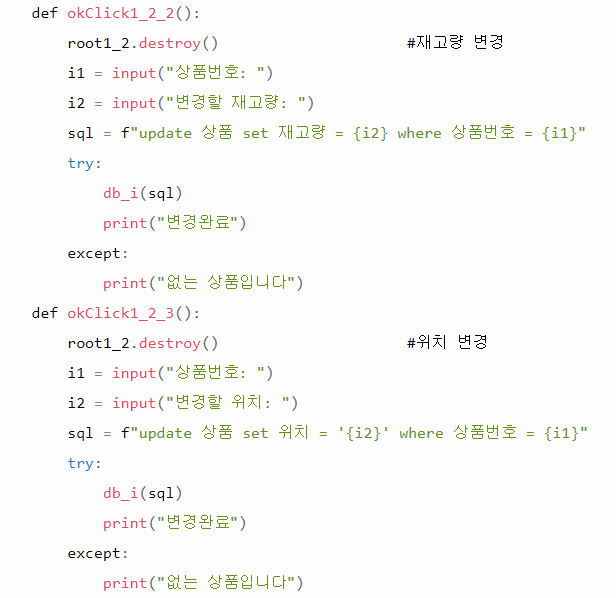 def okClick1_2_2():
    root1_2.destroy()                     #재고량 변경
    i1 = input("상품번호: ")
    i2 = input("변경할 재고량: ")
    sql = f"update 상품 set 재고량 = {i2} where 상품번호 = {i1}"
    try:
        db_i(sql)
        print("변경완료")
    except:
        print("없는 상품입니다")
def okClick1_2_3():
    root1_2.destroy()                     #위치 변경
    i1 = input("상품번호: ")
    i2 = input("변경할 위치: ")
    sql = f"update 상품 set 위치 = '{i2}' where 상품번호 = {i1}"
    try:
        db_i(sql)
        print("변경완료")
    except:
        print("없는 상품입니다")